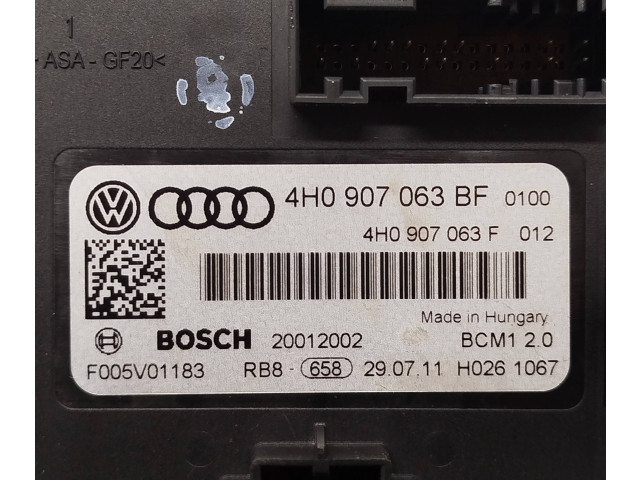 1
ASA - GF20<
4H0 907 063 BF 0100
4H0 907 063 F 012
Made in Hungary
BOSCH 20012002 BCM1 2.0
F005V01183 RB8 - 658 29.07.11 H026 1067